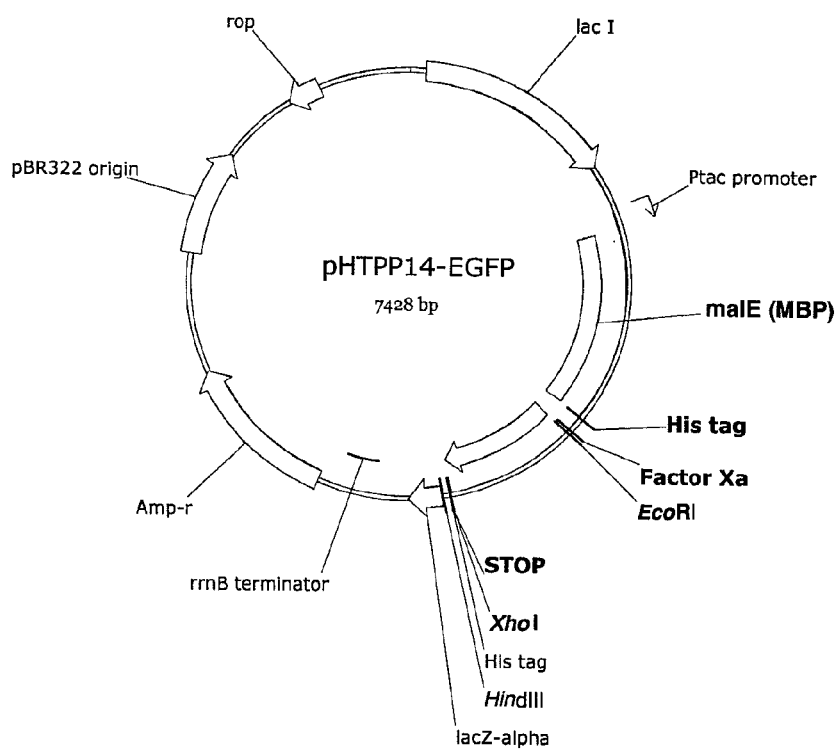 rop
lac I
pBR322 origin
Ptac promoter
pHTPP14-EGFP
7428 bp
malE (MBP)
His tag
Factor Xa
EcoRI
Amp-r
rrnB terminator
STOP
XhoI
His tag
HindIII
lacZ-alpha